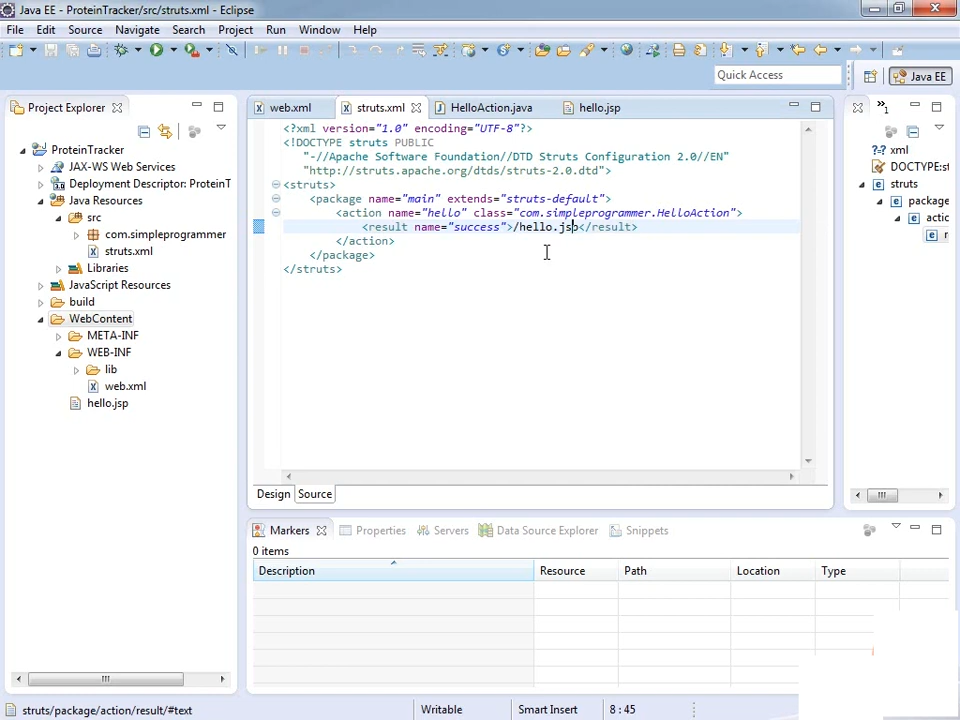 Java EE - ProteinTracker/src/struts.xml - Eclipse
File Edit Source Navigate Search Project Run Window Help
Quick Access
Java EE
Project Explorer
ProteinTracker
JAX-WS Web Services
Deployment Descriptor: ProteinT
Java Resources
src
com.simpleprogrammer
struts.xml
Libraries
JavaScript Resources
build
WebContent
META-INF
WEB-INF
lib
web.xml
hello.jsp
web.xml struts.xml HelloAction.java hello.jsp
<?xml version="1.0" encoding="UTF-8"?>
<!DOCTYPE struts PUBLIC
"-//Apache Software Foundation//DTD Struts Configuration 2.0//EN"
"http://struts.apache.org/dtds/struts-2.0.dtd">
<struts>
<package name="main" extends="struts-default">
<action name="hello" class="com.simpleprogrammer.HelloAction">
<result name="success">/hello.jsp</result>
</action>
</package>
</struts>
Design Source
»1
xml
DOCTYPE:st
struts
package
actio
re
Markers Properties Servers Data Source Explorer Snippets
0 items
Description Resource Path Location Type
struts/package/action/result/#text Writable Smart Insert 8 : 45